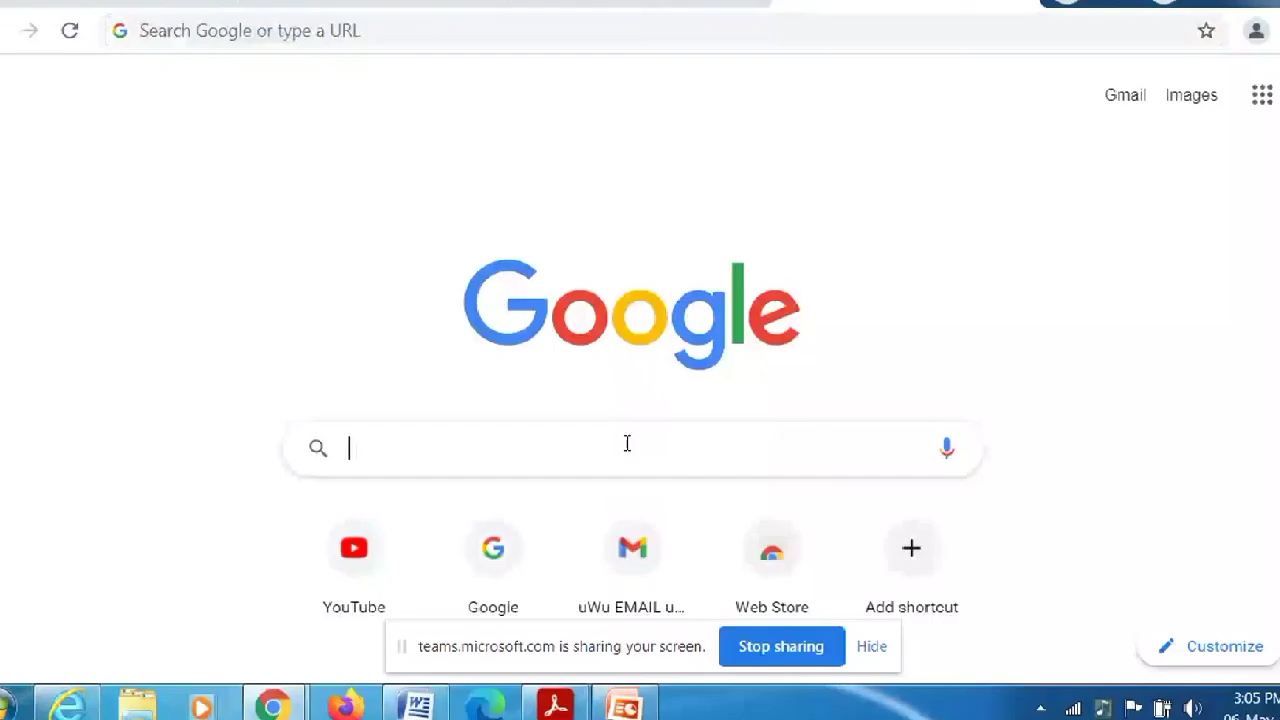 Search Google or type a URL
Gmail Images
Google
YouTube Google uWu EMAIL u... Web Store Add shortcut
teams.microsoft.com is sharing your screen. Stop sharing Hide
Customize
3:05 PM